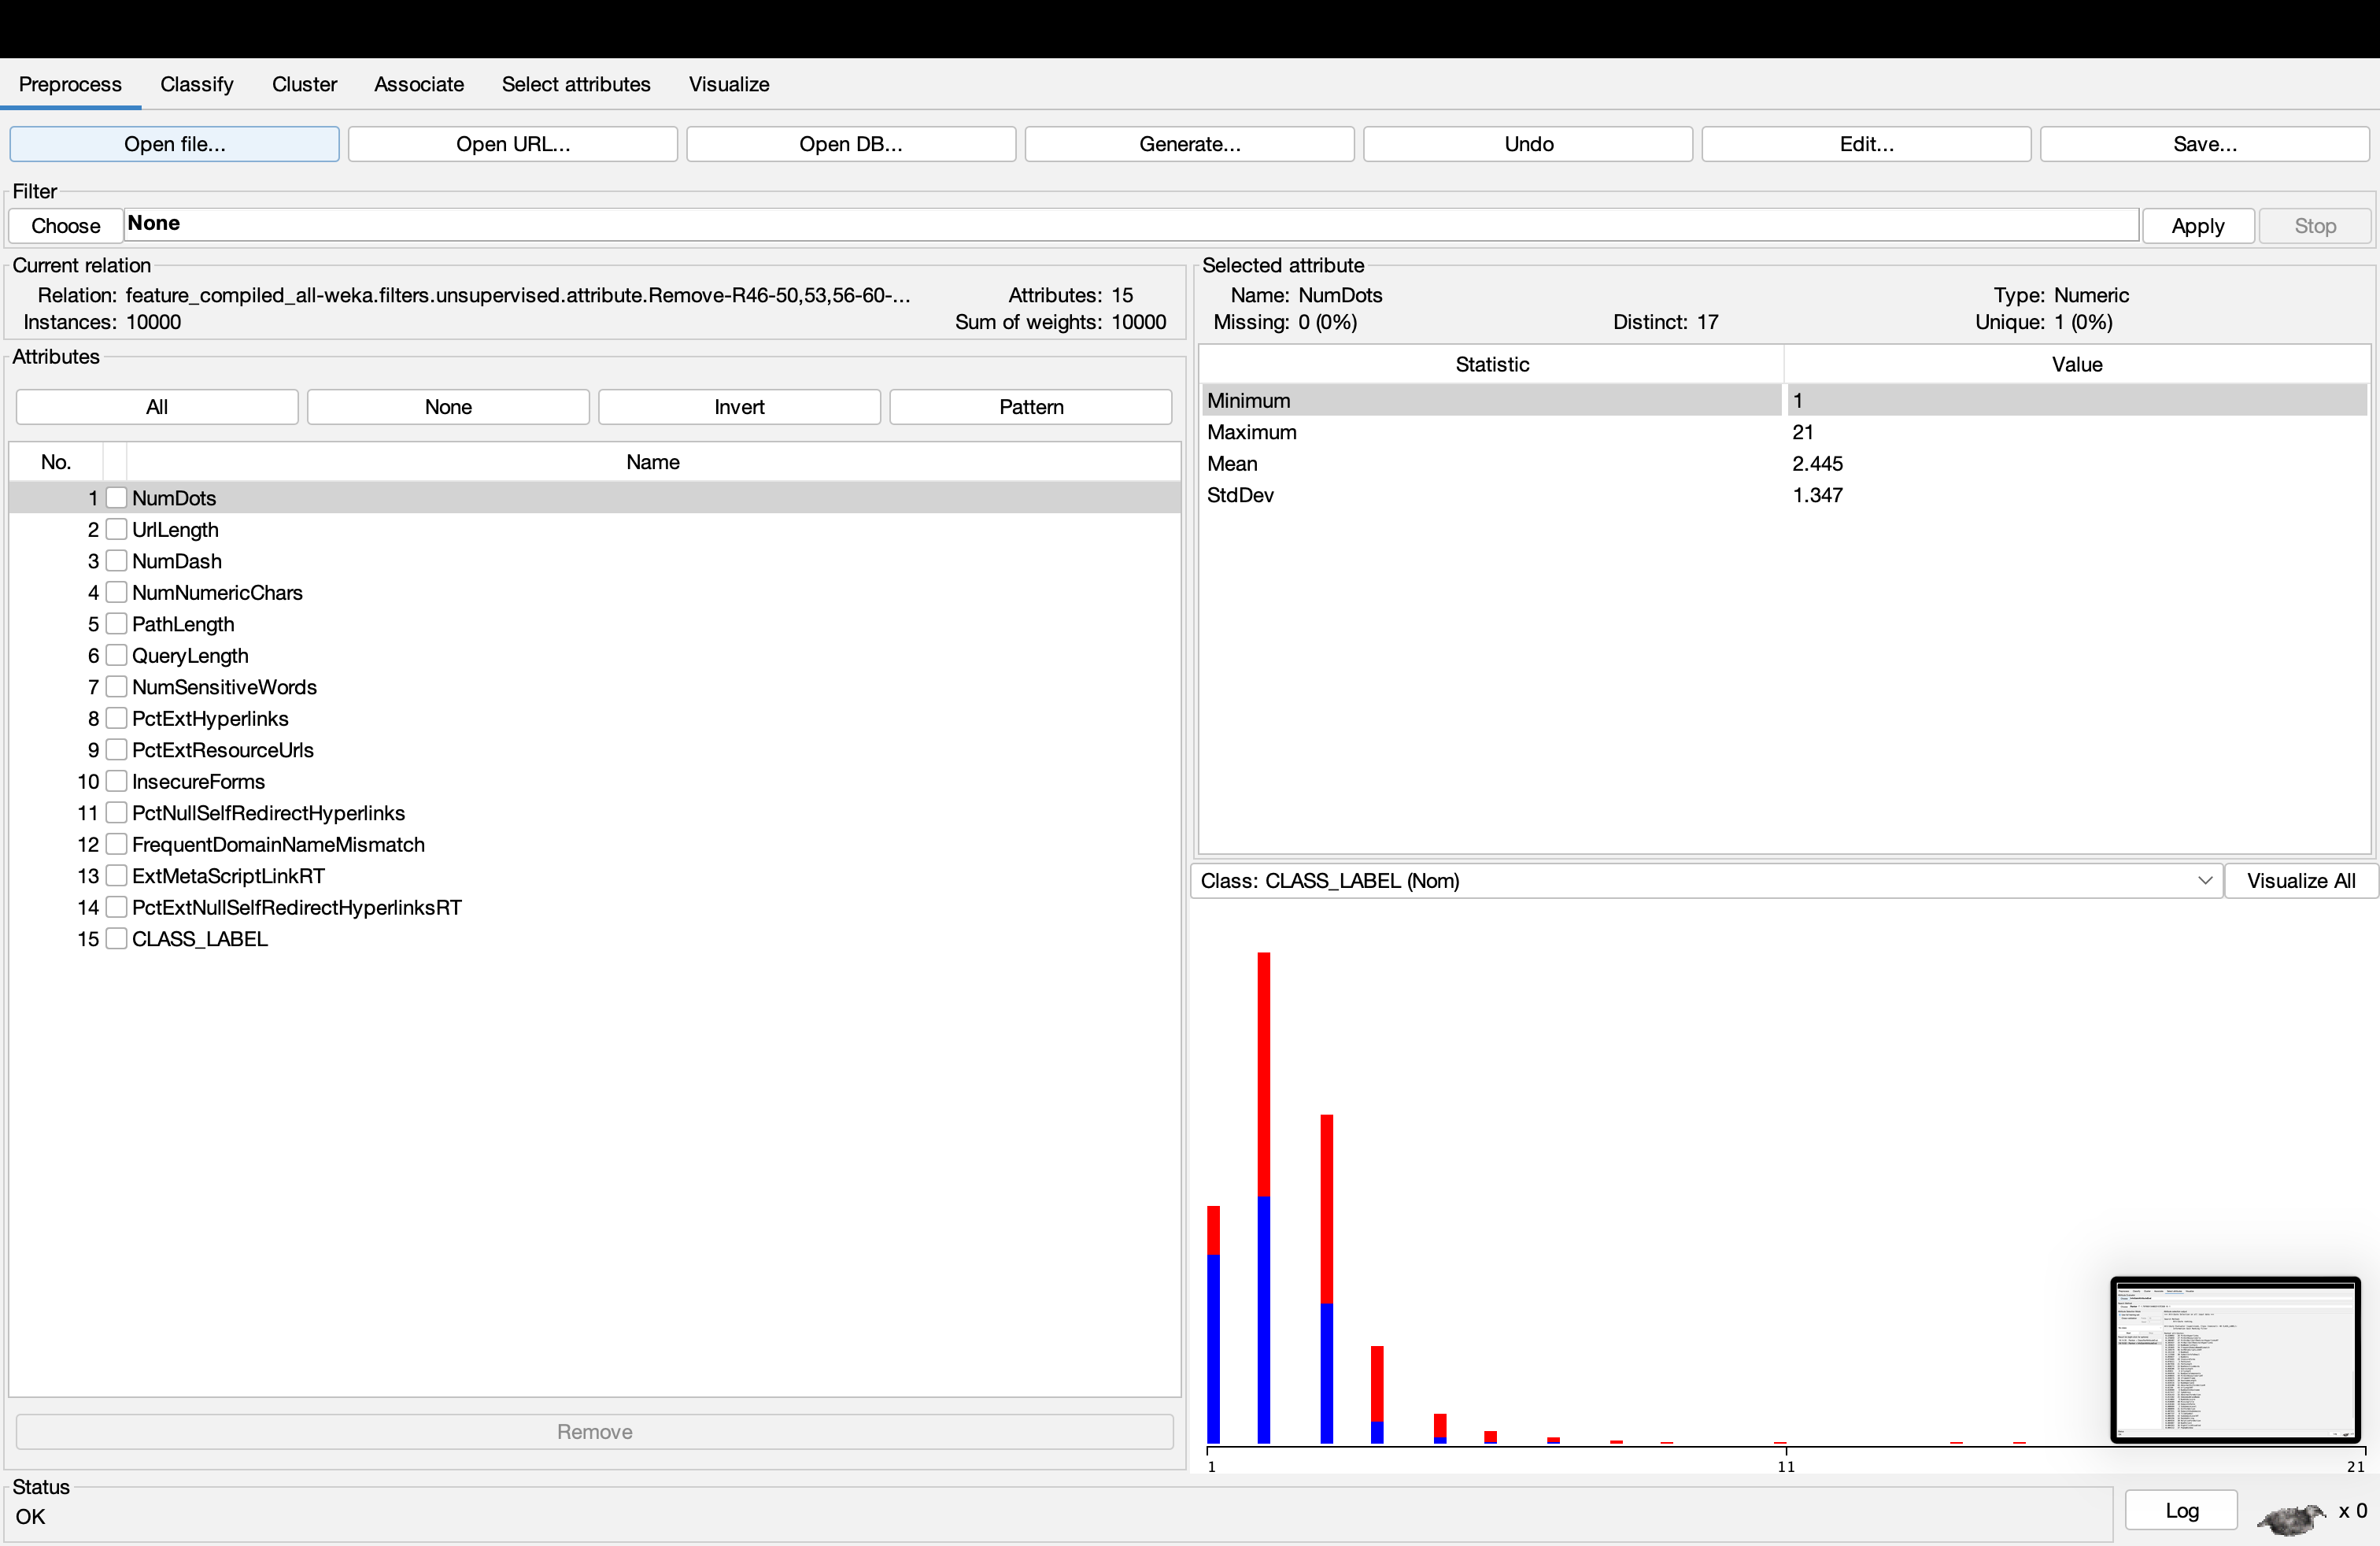 Preprocess Classify Cluster Associate Select attributes Visualize
Open file... Open URL... Open DB... Generate... Undo Edit... Save...
Filter
Choose None Apply Stop
Current relation
Relation: feature_compiled_all-weka.filters.unsupervised.attribute.Remove-R46-50,53,56-60-... Attributes: 15
Instances: 10000 Sum of weights: 10000
Attributes
All None Invert Pattern
No. Name
1 NumDots
2 UrlLength
3 NumDash
4 NumNumericChars
5 PathLength
6 QueryLength
7 NumSensitiveWords
8 PctExtHyperlinks
9 PctExtResourceUrls
10 InsecureForms
11 PctNullSelfRedirectHyperlinks
12 FrequentDomainNameMismatch
13 ExtMetaScriptLinkRT
14 PctExtNullSelfRedirectHyperlinksRT
15 CLASS_LABEL
Remove
Selected attribute
Name: NumDots Type: Numeric
Missing: 0 (0%) Distinct: 17 Unique: 1 (0%)
Statistic Value
Minimum 1
Maximum 21
Mean 2.445
StdDev 1.347
Class: CLASS_LABEL (Nom) Visualize All
1 11 21
Status
OK
Log x 0